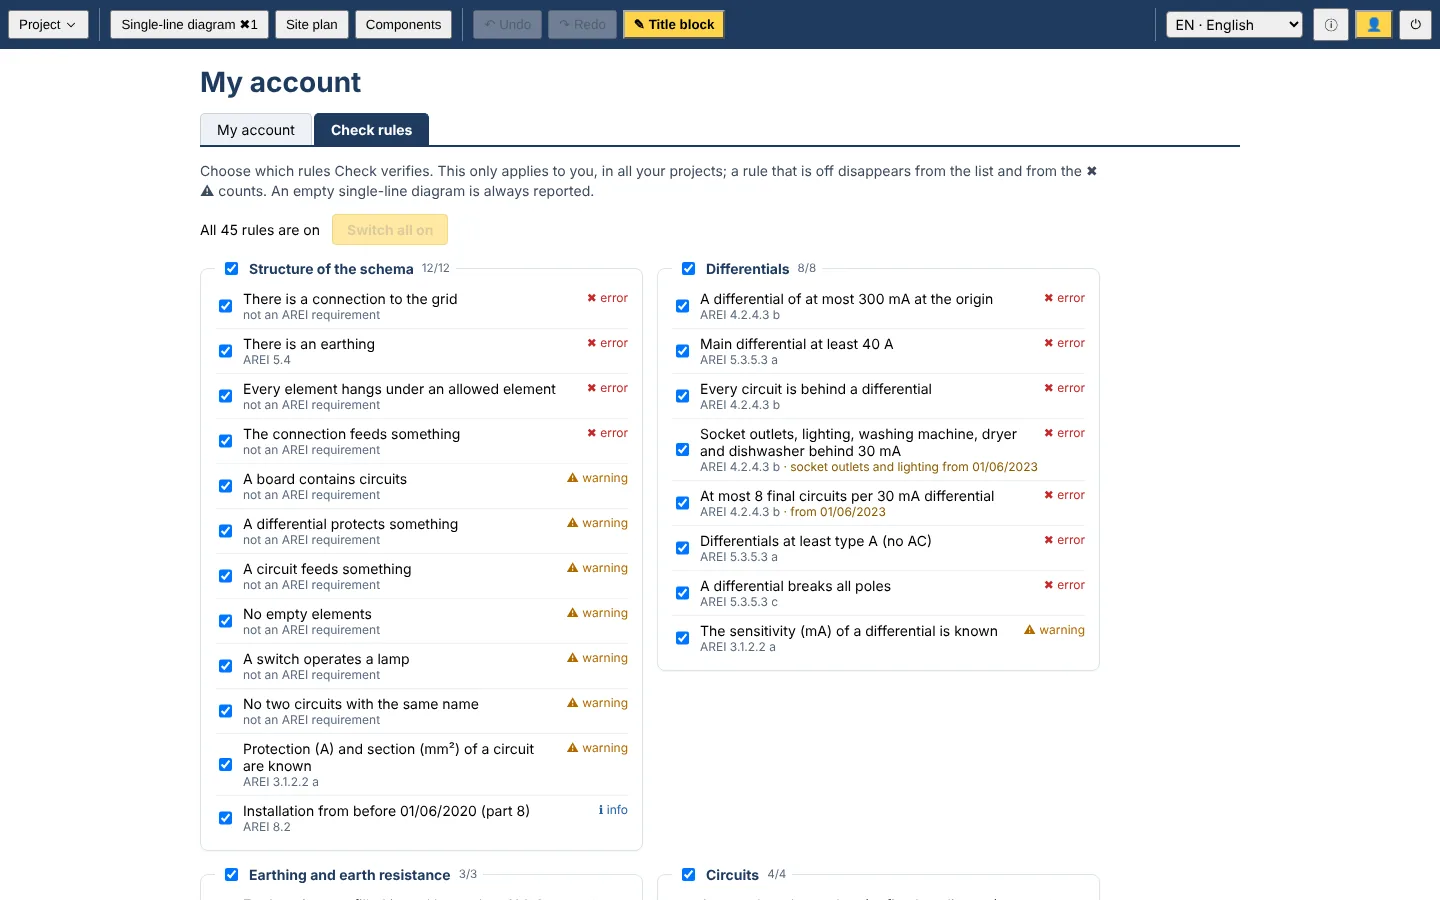 Project
Single-line diagram ✖1
Site plan
Components
↶ Undo
↷ Redo
✎ Title block
EN · English
My account
My account
Check rules
Choose which rules Check verifies. This only applies to you, in all your projects; a rule that is off disappears from the list and from the ✖
⚠ counts. An empty single-line diagram is always reported.
All 45 rules are on
Switch all on
Structure of the schema 12/12
There is a connection to the grid
✖ error
not an AREI requirement
There is an earthing
✖ error
AREI 5.4
Every element hangs under an allowed element
✖ error
not an AREI requirement
The connection feeds something
✖ error
not an AREI requirement
A board contains circuits
⚠ warning
not an AREI requirement
A differential protects something
⚠ warning
not an AREI requirement
A circuit feeds something
⚠ warning
not an AREI requirement
No empty elements
⚠ warning
not an AREI requirement
A switch operates a lamp
⚠ warning
not an AREI requirement
No two circuits with the same name
⚠ warning
not an AREI requirement
Protection (A) and section (mm²) of a circuit
are known
⚠ warning
AREI 3.1.2.2 a
Installation from before 01/06/2020 (part 8)
ℹ info
AREI 8.2
Differentials 8/8
A differential of at most 300 mA at the origin
✖ error
AREI 4.2.4.3 b
Main differential at least 40 A
✖ error
AREI 5.3.5.3 a
Every circuit is behind a differential
✖ error
AREI 4.2.4.3 b
Socket outlets, lighting, washing machine, dryer
and dishwasher behind 30 mA
✖ error
AREI 4.2.4.3 b · socket outlets and lighting from 01/06/2023
At most 8 final circuits per 30 mA differential
✖ error
AREI 4.2.4.3 b · from 01/06/2023
Differentials at least type A (no AC)
✖ error
AREI 5.3.5.3 a
A differential breaks all poles
✖ error
AREI 5.3.5.3 c
The sensitivity (mA) of a differential is known
⚠ warning
AREI 3.1.2.2 a
Earthing and earth resistance 3/3
Circuits 4/4